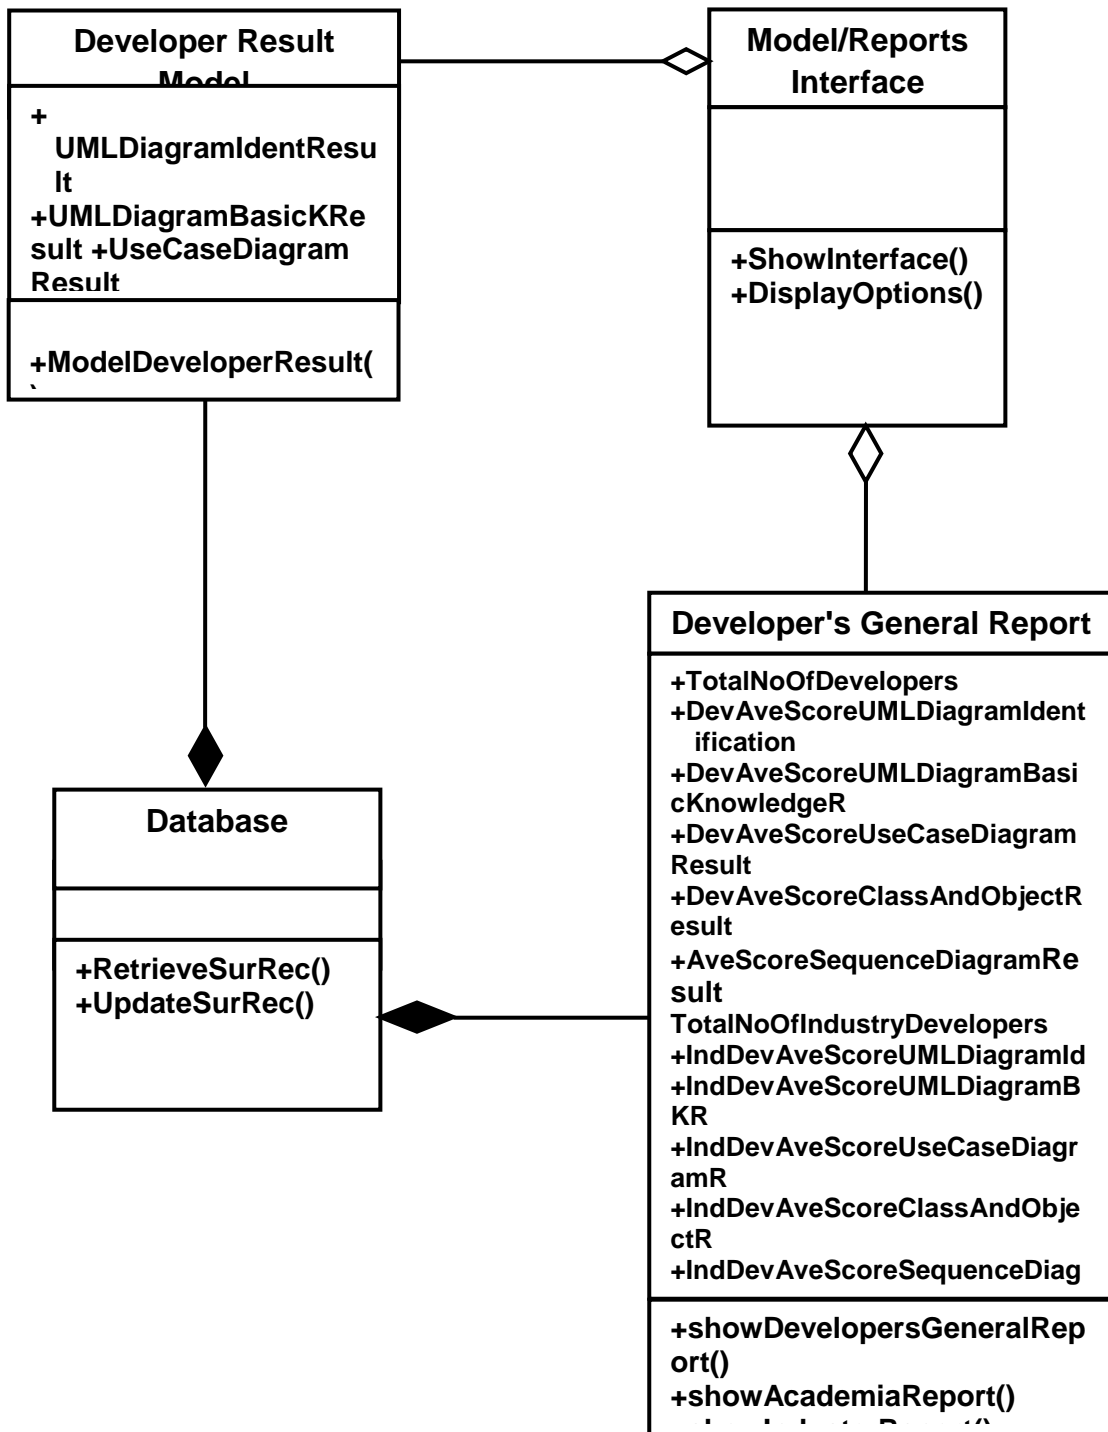 Developer Result
Model
+
UMLDiagramIdentResu
lt
+UMLDiagramBasicKRe
sult +UseCaseDiagram
Result
+ModelDeveloperResult(
Model/Reports
Interface
+ShowInterface()
+DisplayOptions()
Database
+RetrieveSurRec()
+UpdateSurRec()
Developer's General Report
+TotalNoOfDevelopers
+DevAveScoreUMLDiagramIdent
ification
+DevAveScoreUMLDiagramBasi
cKnowledgeR
+DevAveScoreUseCaseDiagram
Result
+DevAveScoreClassAndObjectR
esult
+AveScoreSequenceDiagramRe
sult
TotalNoOfIndustryDevelopers
+IndDevAveScoreUMLDiagramId
+IndDevAveScoreUMLDiagramB
KR
+IndDevAveScoreUseCaseDiagr
amR
+IndDevAveScoreClassAndObje
ctR
+IndDevAveScoreSequenceDiag
+showDevelopersGeneralRep
ort()
+showAcademiaReport()